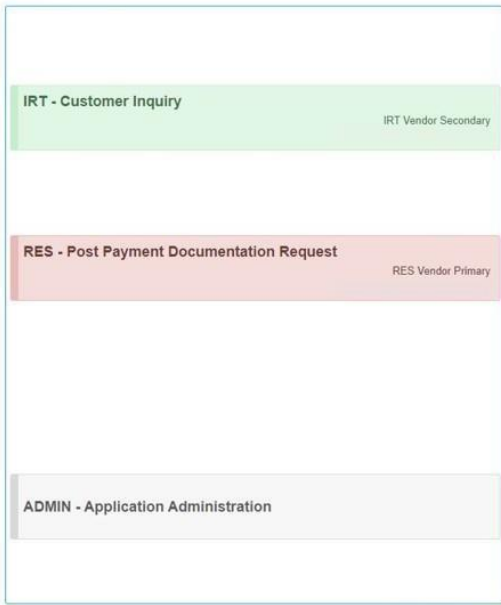 IRT - Customer Inquiry
IRT Vendor Secondary
RES - Post Payment Documentation Request
RES Vendor Primary
ADMIN - Application Administration